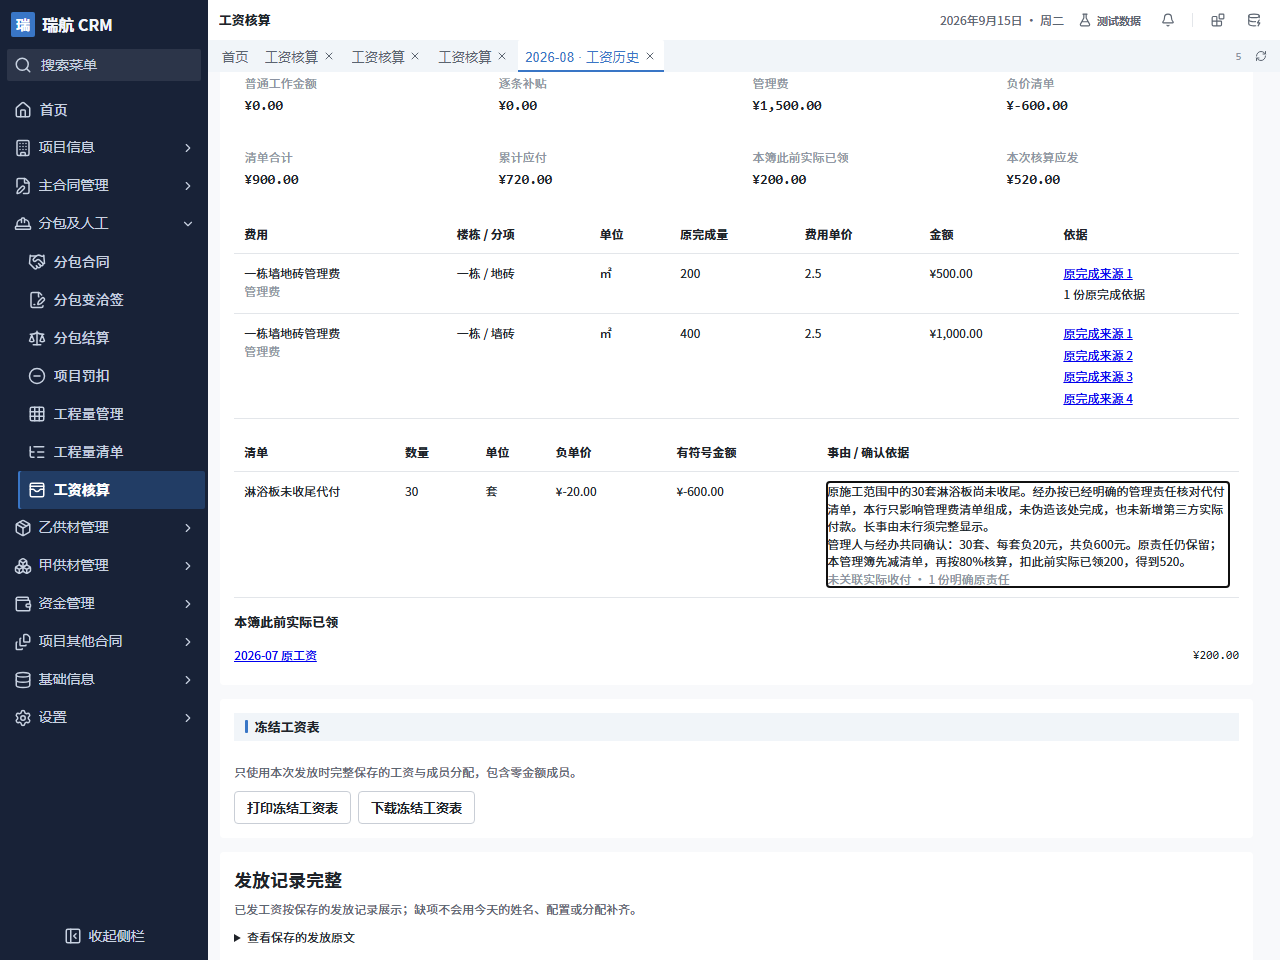 瑞 瑞航 CRM
搜索菜单
首页
项目信息
主合同管理
分包及人工
分包合同
分包变洽签
分包结算
项目罚扣
工程量管理
工程量清单
工资核算
乙供材管理
甲供材管理
资金管理
项目其他合同
基础信息
设置
收起侧栏
工资核算
2026年9月15日 · 周二 测试数据
首页 工资核算 × 工资核算 × 工资核算 × 2026-08 · 工资历史 × 5
普通工作金额 逐条补贴 管理费 负价清单
¥0.00 ¥0.00 ¥1,500.00 ¥-600.00
清单合计 累计应付 本簿此前实际已领 本次核算应发
¥900.00 ¥720.00 ¥200.00 ¥520.00
费用 楼栋 / 分项 单位 原完成量 费用单价 金额 依据
一栋墙地砖管理费 一栋 / 地砖 ㎡ 200 2.5 ¥500.00 原完成来源 1
管理费 1 份原完成依据
一栋墙地砖管理费 一栋 / 墙砖 ㎡ 400 2.5 ¥1,000.00 原完成来源 1
管理费 原完成来源 2
原完成来源 3
原完成来源 4
清单 数量 单位 负单价 有符号金额 事由 / 确认依据
淋浴板未收尾代付 30 套 ¥-20.00 ¥-600.00 原施工范围中的30套淋浴板尚未收尾。经办按已经明确的管理责任核对代付
清单，本行只影响管理费清单组成，未伪造该处完成，也未新增第三方实际
付款。长事由末行须完整显示。
管理人与经办共同确认：30套、每套负20元，共负600元。原责任仍保留；
本管理簿先减清单，再按80%核算，扣此前实际已领200，得到520。
未关联实际收付 · 1 份明确原责任
本簿此前实际已领
2026-07 原工资 ¥200.00
冻结工资表
只使用本次发放时完整保存的工资与成员分配，包含零金额成员。
打印冻结工资表 下载冻结工资表
发放记录完整
已发工资按保存的发放记录展示；缺项不会用今天的姓名、配置或分配补齐。
查看保存的发放原文